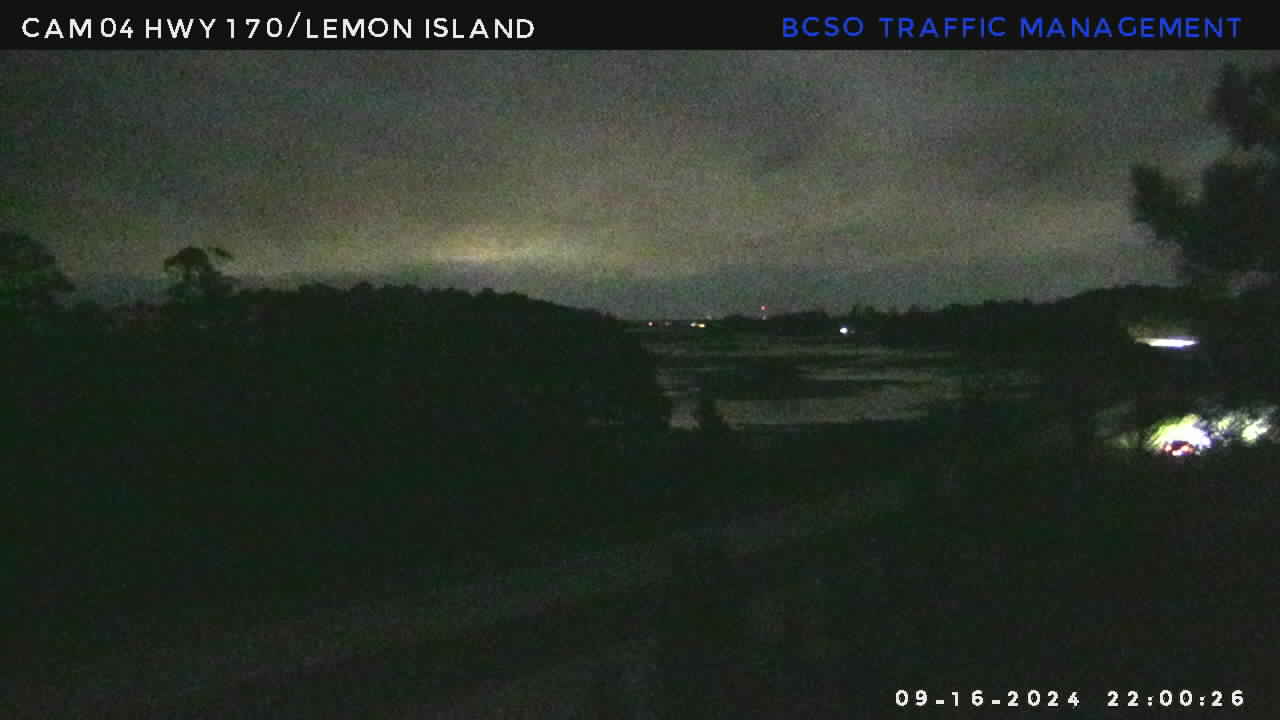 CAM04 HWY 170/LEMON ISLAND
BCSO TRAFFIC MANAGEMENT
09-16-2024 22:00:26